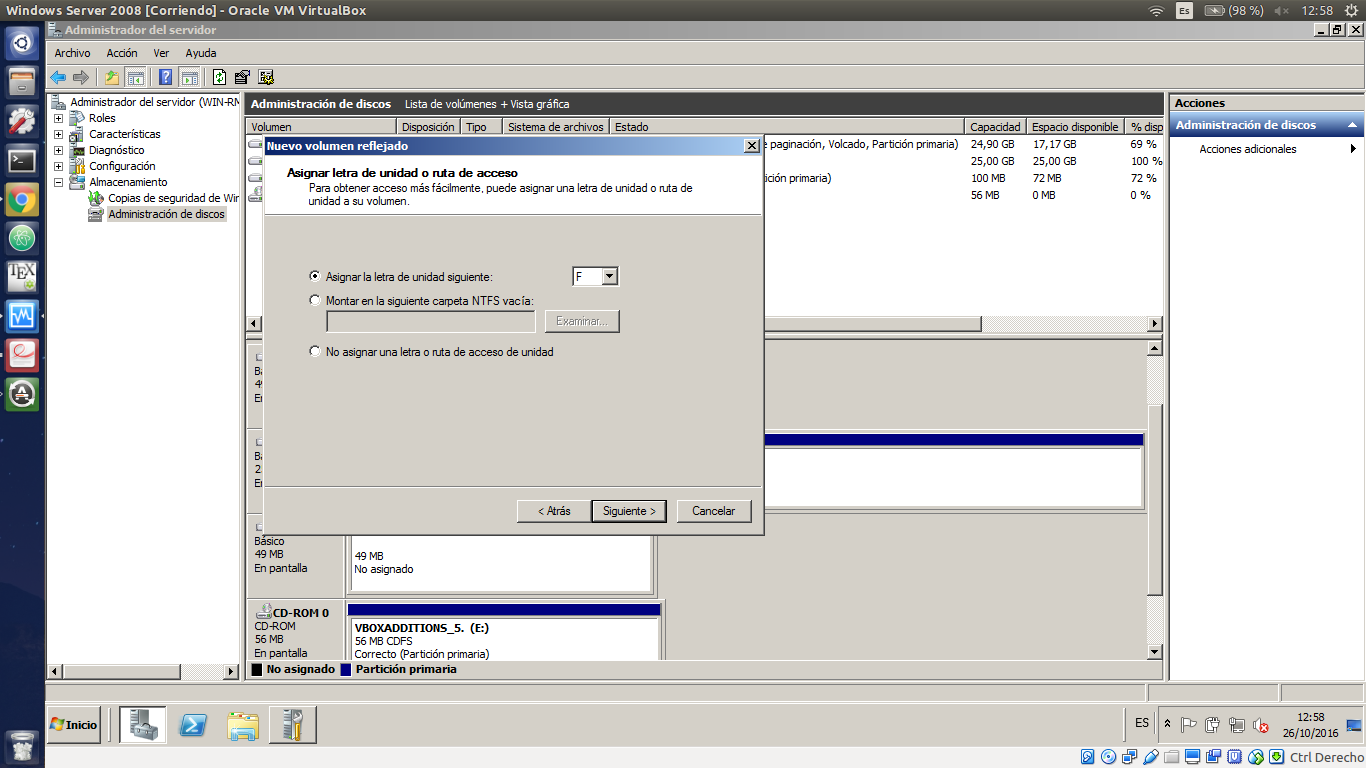 Windows Server 2008 [Corriendo] - Oracle VM VirtualBox
Es
(98 %)
12:58
Administrador del servidor
Archivo Acción Ver Ayuda
Administrador del servidor (WIN-RN
Roles
Características
Diagnóstico
Configuración
Almacenamiento
Copias de seguridad de Wir
Administración de discos
Administración de discos Lista de volúmenes + Vista gráfica
Volumen Disposición Tipo Sistema de archivos Estado Capacidad Espacio disponible % disp
e paginación, Volcado, Partición primaria) 24,90 GB 17,17 GB 69 %
25,00 GB 25,00 GB 100 %
tición primaria) 100 MB 72 MB 72 %
56 MB 0 MB 0 %
Nuevo volumen reflejado
Asignar letra de unidad o ruta de acceso
Para obtener acceso más fácilmente, puede asignar una letra de unidad o ruta de
unidad a su volumen.
Asignar la letra de unidad siguiente: F
Montar en la siguiente carpeta NTFS vacía:
Examinar...
No asignar una letra o ruta de acceso de unidad
< Atrás Siguiente > Cancelar
Básico
49 MB
En pantalla
49 MB
No asignado
CD-ROM 0
CD-ROM
56 MB
En pantalla
VBOXADDITIONS_5. (E:)
56 MB CDFS
Correcto (Partición primaria)
No asignado Partición primaria
Acciones
Administración de discos
Acciones adicionales
TEX
Inicio
ES
12:58
26/10/2016
Ctrl Derecho